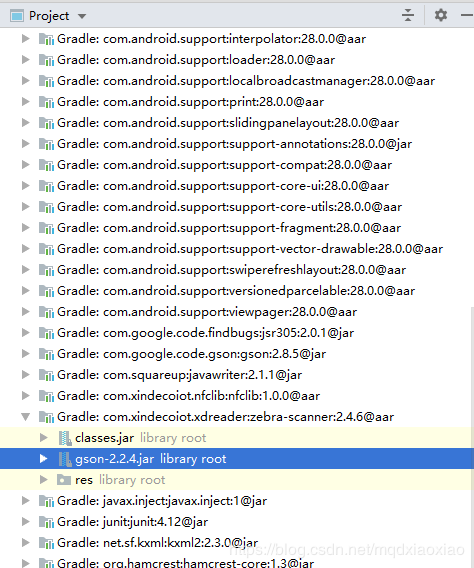 Project
Gradle: com.android.support:interpolator:28.0.0@aar
Gradle: com.android.support:loader:28.0.0@aar
Gradle: com.android.support:localbroadcastmanager:28.0.0@aar
Gradle: com.android.support:print:28.0.0@aar
Gradle: com.android.support:slidingpanelayout:28.0.0@aar
Gradle: com.android.support:support-annotations:28.0.0@jar
Gradle: com.android.support:support-compat:28.0.0@aar
Gradle: com.android.support:support-core-ui:28.0.0@aar
Gradle: com.android.support:support-core-utils:28.0.0@aar
Gradle: com.android.support:support-fragment:28.0.0@aar
Gradle: com.android.support:support-vector-drawable:28.0.0@aar
Gradle: com.android.support:swiperefreshlayout:28.0.0@aar
Gradle: com.android.support:versionedparcelable:28.0.0@aar
Gradle: com.android.support:viewpager:28.0.0@aar
Gradle: com.google.code.findbugs:jsr305:2.0.1@jar
Gradle: com.google.code.gson:gson:2.8.5@jar
Gradle: com.squareup:javawriter:2.1.1@jar
Gradle: com.xindecoiot.nfclib:nfclib:1.0.0@aar
Gradle: com.xindecoiot.xdreader:zebra-scanner:2.4.6@aar
classes.jar library root
gson-2.2.4.jar library root
res library root
Gradle: javax.inject:javax.inject:1@jar
Gradle: junit:junit:4.12@jar
Gradle: net.sf.kxml:kxml2:2.3.0@jar
https://blog.csdn.net/mqdxiaoxiao
Gradle: org.hamcrest:hamcrest-core:1.3@jar